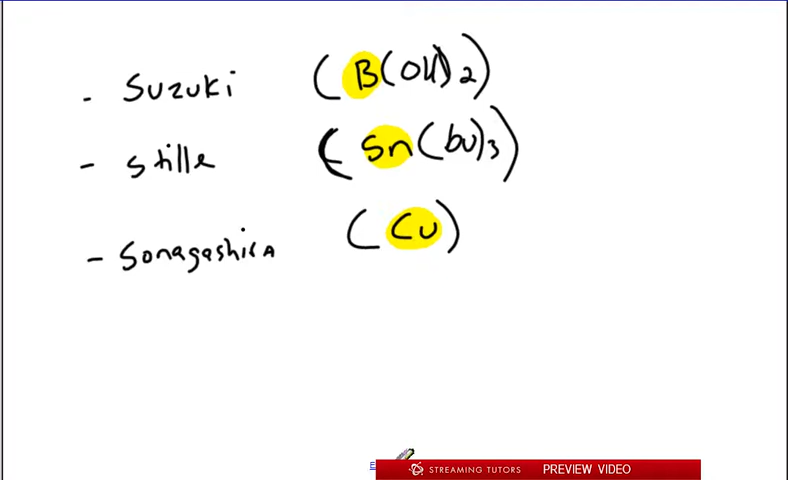 - Suzuki (B(OH)2)
- Stille (Sn(bu)3)
- Sonagashira (Cu)
E
STREAMING TUTORS PREVIEW VIDEO